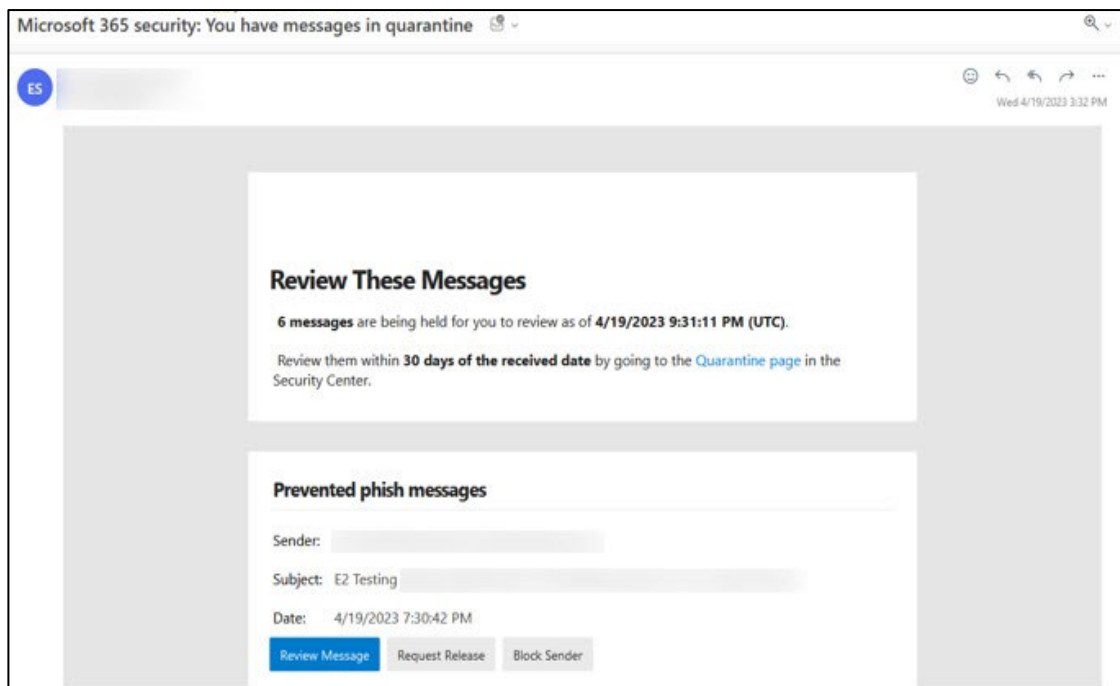 Microsoft 365 security: You have messages in quarantine
ES
Wed 4/19/2023 3:32 PM
Review These Messages
6 messages are being held for you to review as of 4/19/2023 9:31:11 PM (UTC).
Review them within 30 days of the received date by going to the Quarantine page in the
Security Center.
Prevented phish messages
Sender:
Subject: E2 Testing
Date: 4/19/2023 7:30:42 PM
Review Message Request Release Block Sender